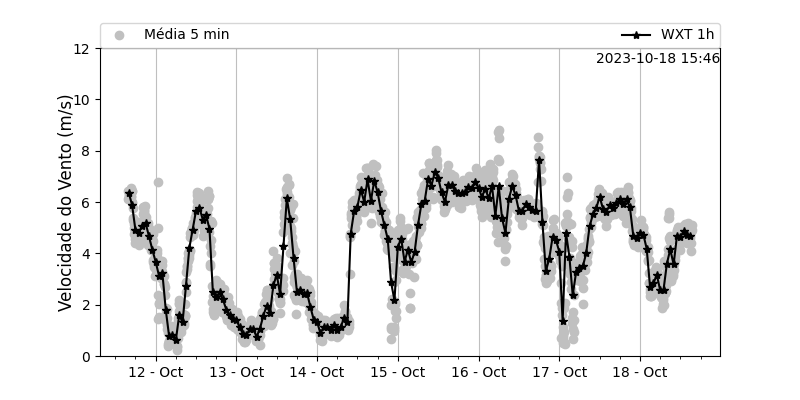 Média 5 min
WXT 1h
2023-10-18 15:46
Velocidade do Vento (m/s)
12
10
8
6
4
2
0
12 - Oct
13 - Oct
14 - Oct
15 - Oct
16 - Oct
17 - Oct
18 - Oct